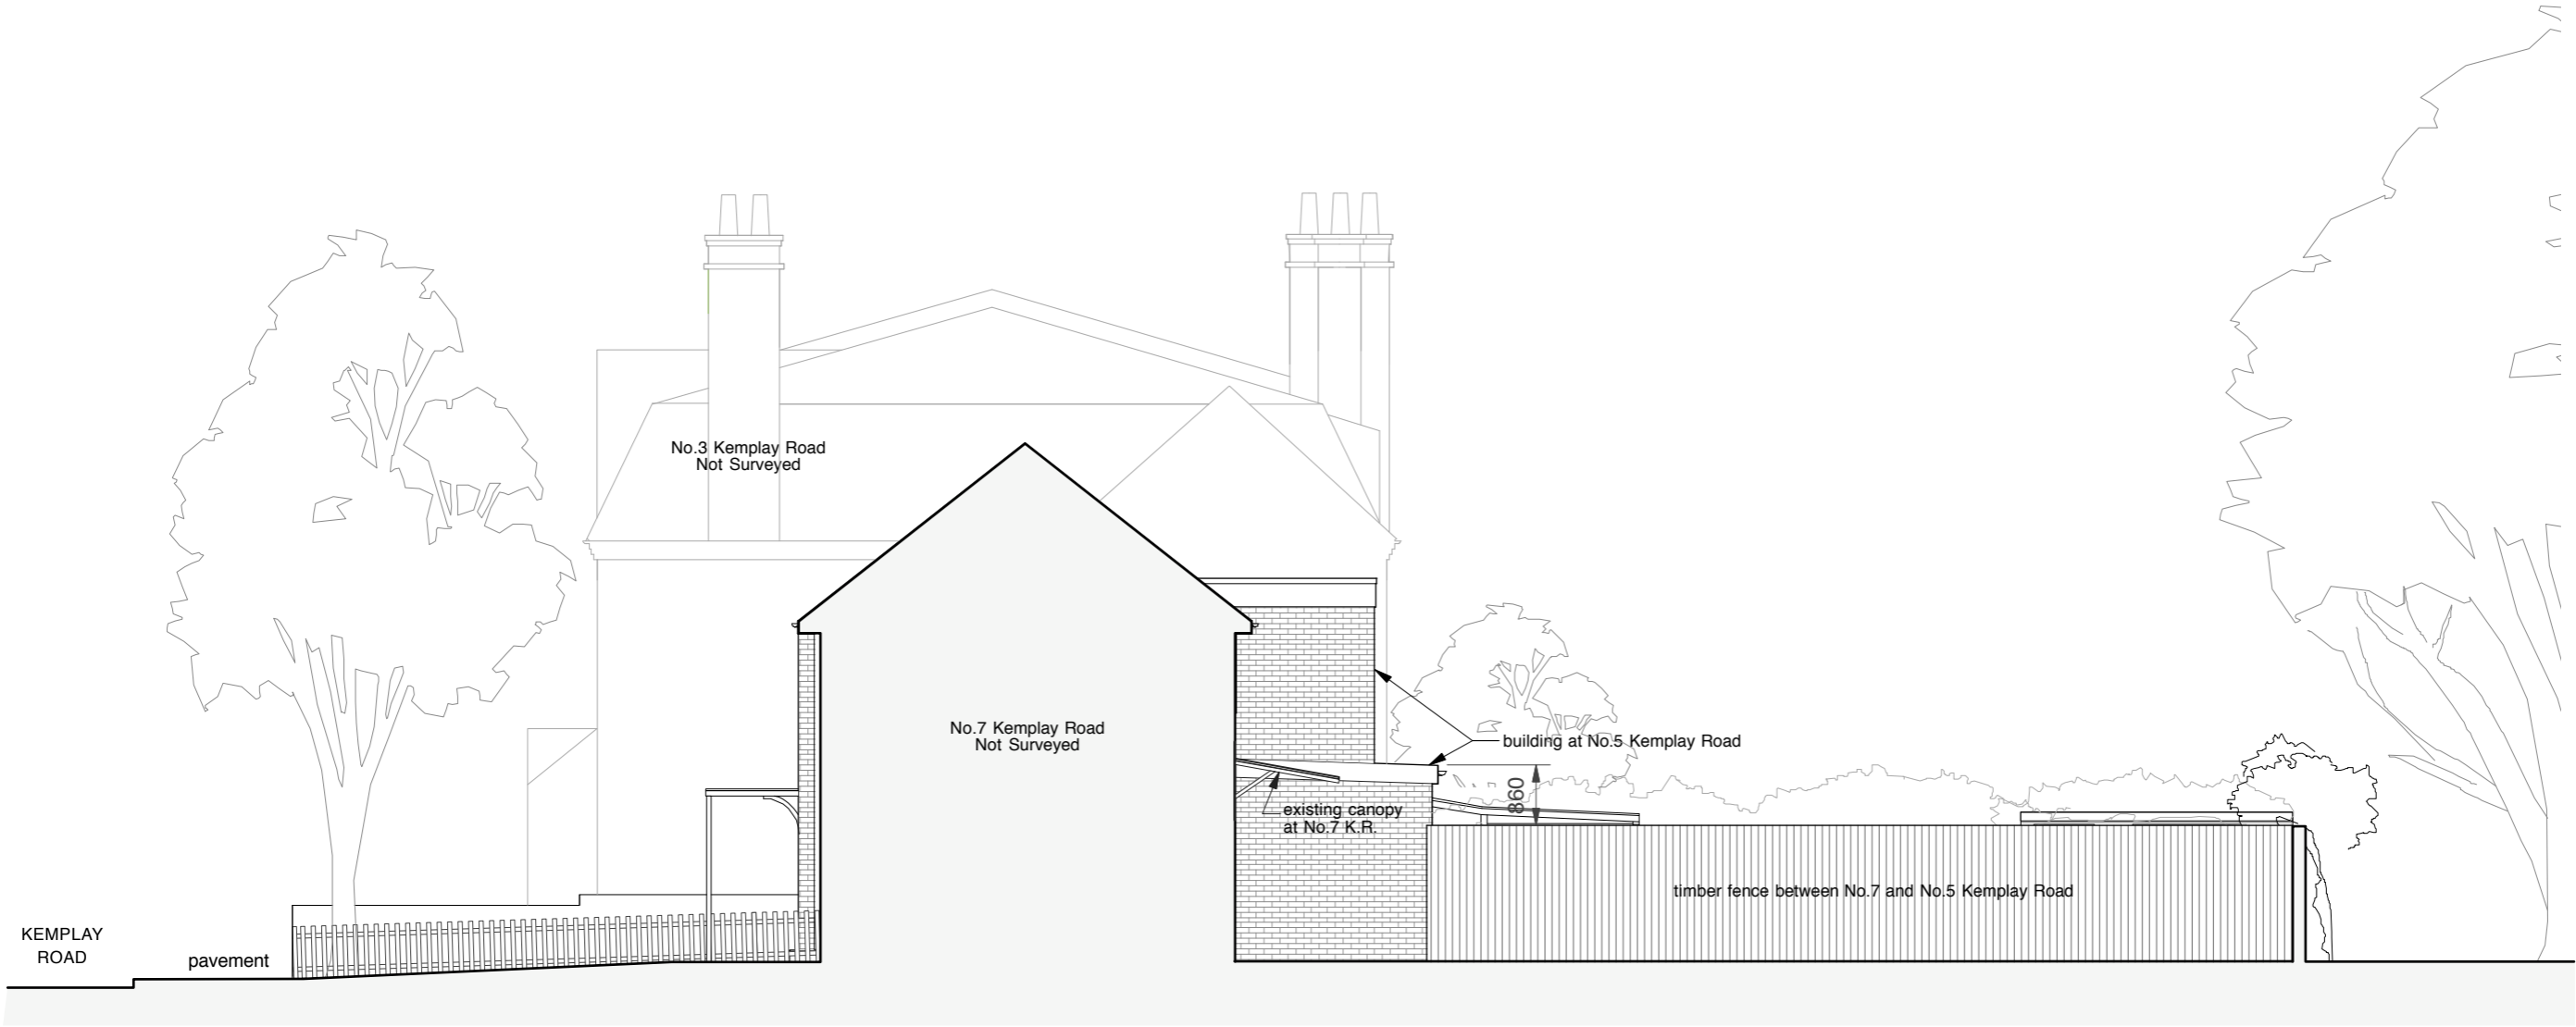 No.3 Kemplay Road
Not Surveyed
No.7 Kemplay Road
Not Surveyed
building at No.5 Kemplay Road
860
existing canopy
at No.7 K.R.
timber fence between No.7 and No.5 Kemplay Road
KEMPLAY
ROAD
pavement